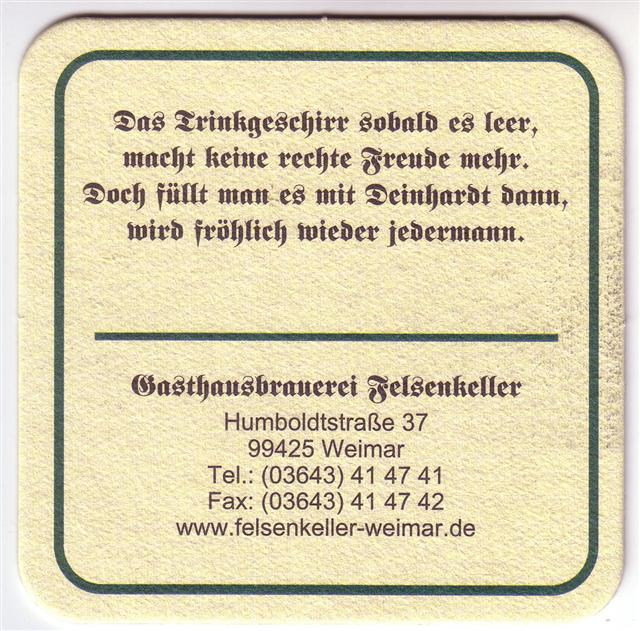 Das Trinkgeschirr sobald es leer,
macht keine rechte Freude mehr.
Doch füllt man es mit Deinhardt dann,
wird fröhlich wieder jedermann.
Gasthausbrauerei Felsenkeller
Humboldtstraße 37
99425 Weimar
Tel.: (03643) 41 47 41
Fax: (03643) 41 47 42
www.felsenkeller-weimar.de